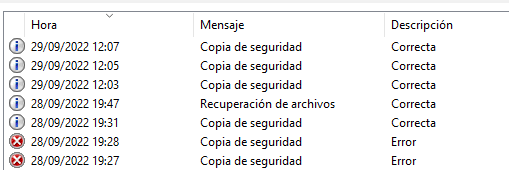 Hora Mensaje Descripción
29/09/2022 12:07 Copia de seguridad Correcta
29/09/2022 12:05 Copia de seguridad Correcta
29/09/2022 12:03 Copia de seguridad Correcta
28/09/2022 19:47 Recuperación de archivos Correcta
28/09/2022 19:31 Copia de seguridad Correcta
28/09/2022 19:28 Copia de seguridad Error
28/09/2022 19:27 Copia de seguridad Error